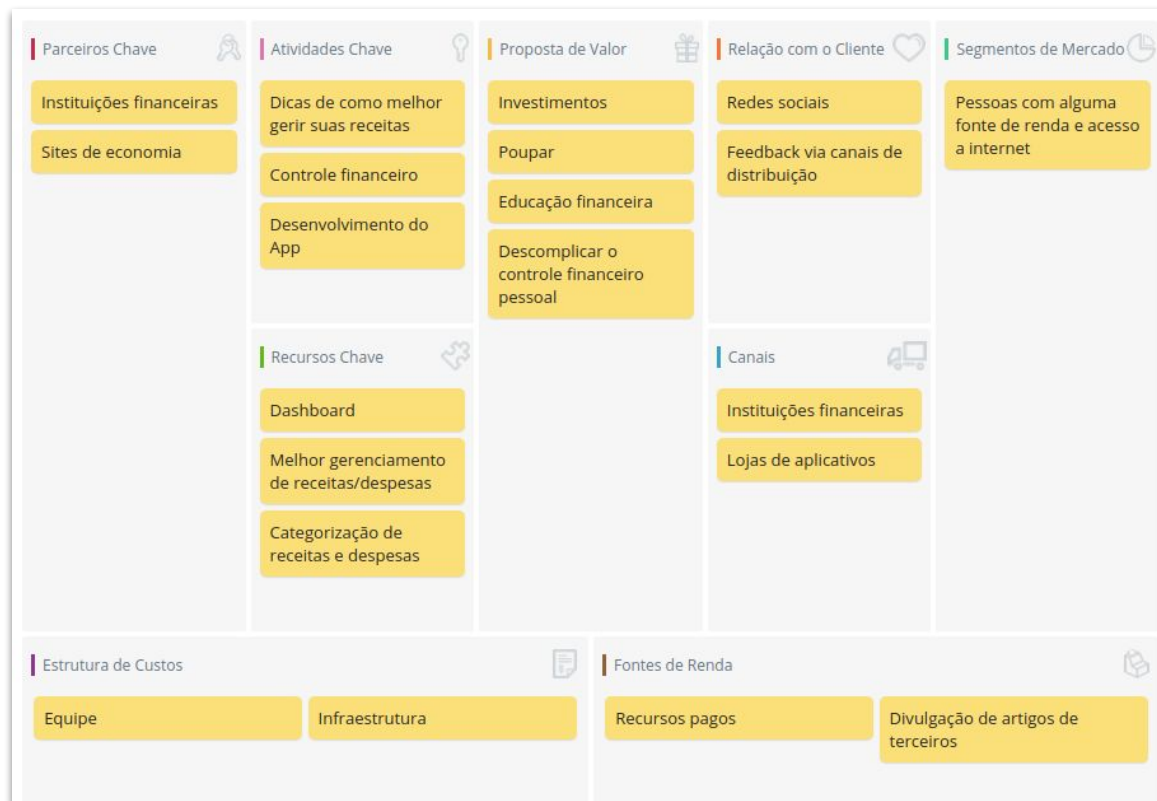 Parceiros Chave
Instituições financeiras
Sites de economia
Atividades Chave
Dicas de como melhor
gerir suas receitas
Controle financeiro
Desenvolvimento do
App
Recursos Chave
Dashboard
Melhor gerenciamento
de receitas/despesas
Categorização de
receitas e despesas
Proposta de Valor
Investimentos
Poupar
Educação financeira
Descomplicar o
controle financeiro
pessoal
Relação com o Cliente
Redes sociais
Feedback via canais de
distribuição
Canais
Instituições financeiras
Lojas de aplicativos
Segmentos de Mercado
Pessoas com alguma
fonte de renda e acesso
a internet
Estrutura de Custos
Equipe
Infraestrutura
Fontes de Renda
Recursos pagos
Divulgação de artigos de
terceiros